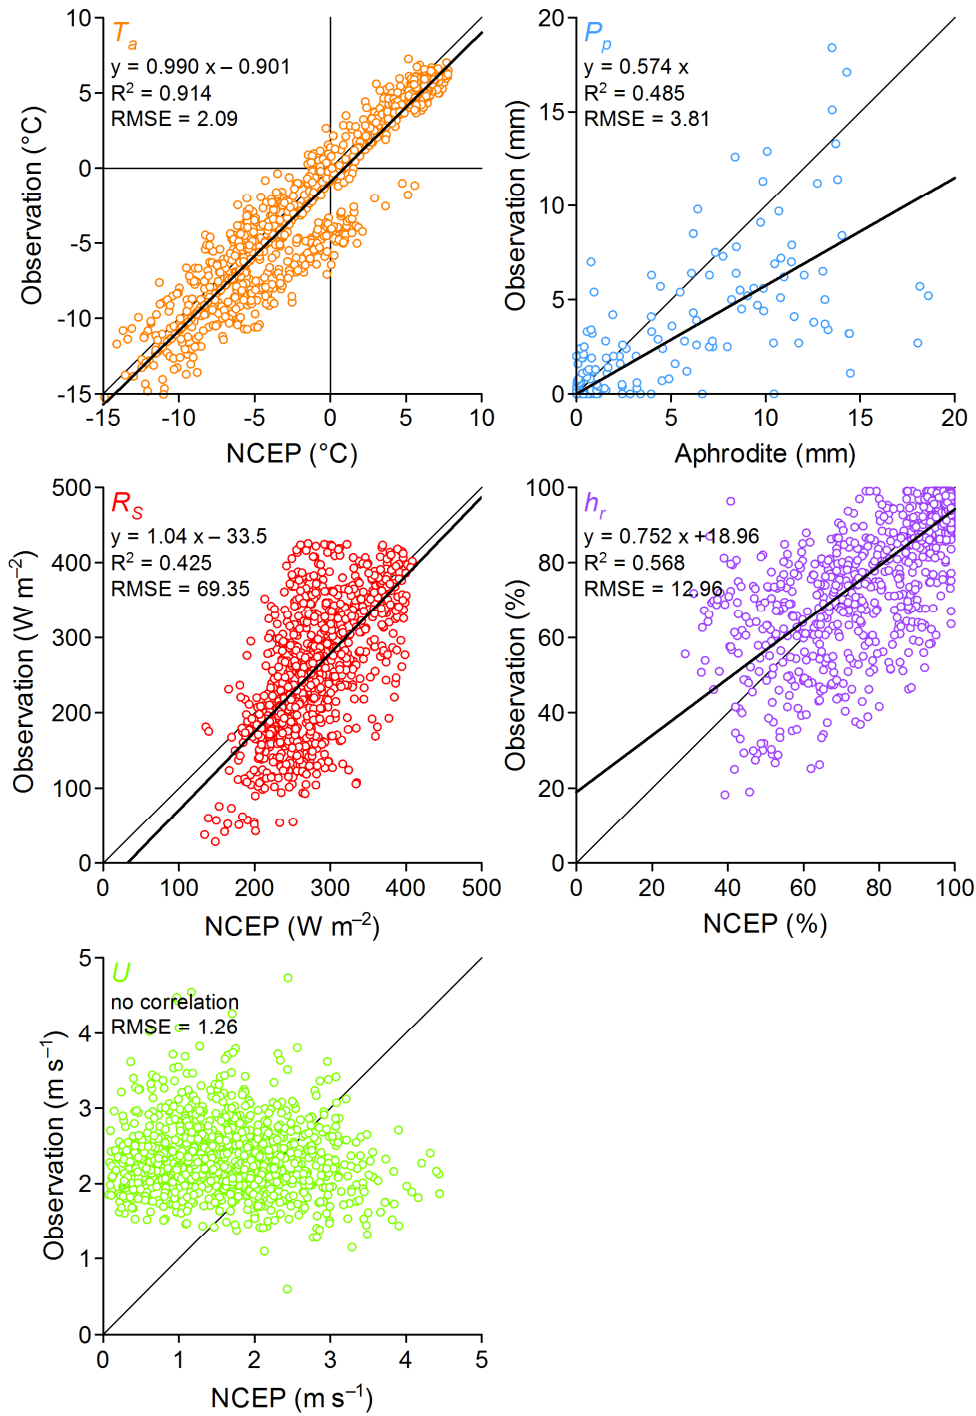 T_a
y = 0.990 x – 0.901
R² = 0.914
RMSE = 2.09
10
5
0
-5
-10
-15
-15
-10
-5
0
5
10
Observation (°C)
NCEP (°C)
P_p
y = 0.574 x
R² = 0.485
RMSE = 3.81
20
15
10
5
0
0
5
10
15
20
Observation (mm)
Aphrodite (mm)
R_S
y = 1.04 x – 33.5
R² = 0.425
RMSE = 69.35
500
400
300
200
100
0
0
100
200
300
400
500
Observation (W m⁻²)
NCEP (W m⁻²)
h_r
y = 0.752 x +18.96
R² = 0.568
RMSE = 12.96
100
80
60
40
20
0
0
20
40
60
80
100
Observation (%)
NCEP (%)
U
no correlation
RMSE = 1.26
5
4
3
2
1
0
0
1
2
3
4
5
Observation (m s⁻¹)
NCEP (m s⁻¹)